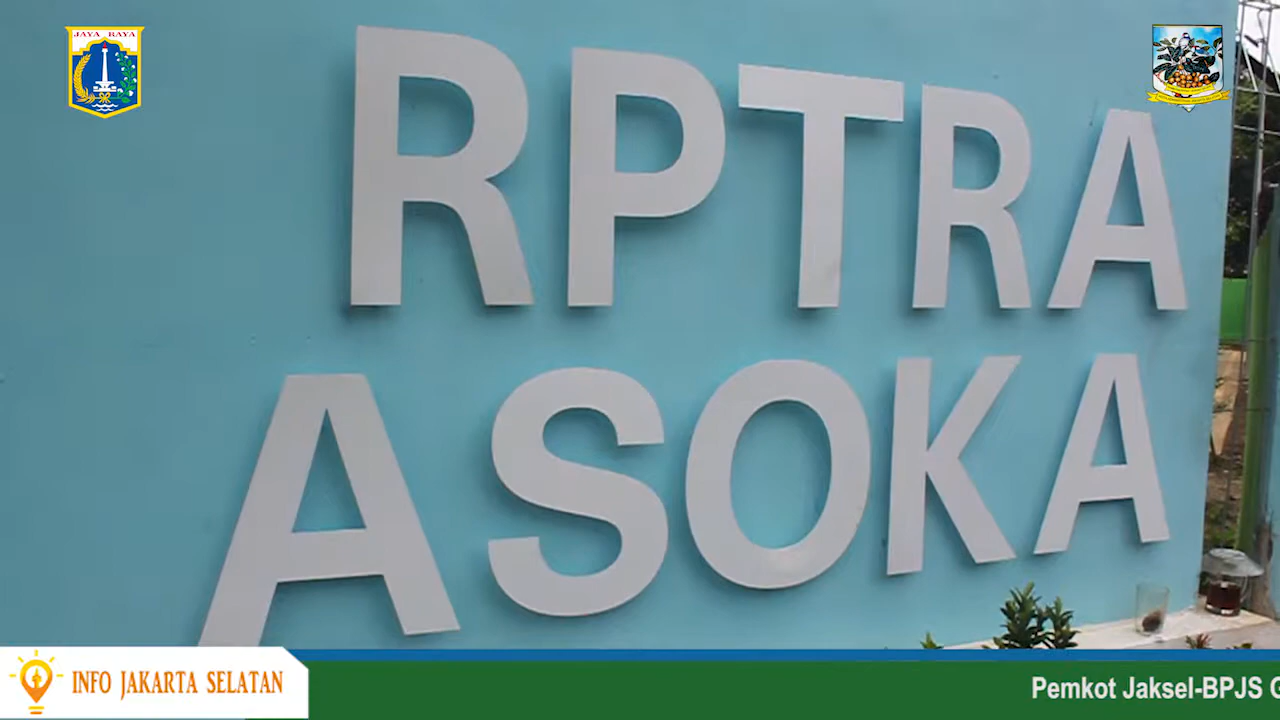 JAYA RAYA
RPTRA
ASOKA
INFO JAKARTA SELATAN
Pemkot Jaksel-BPJS